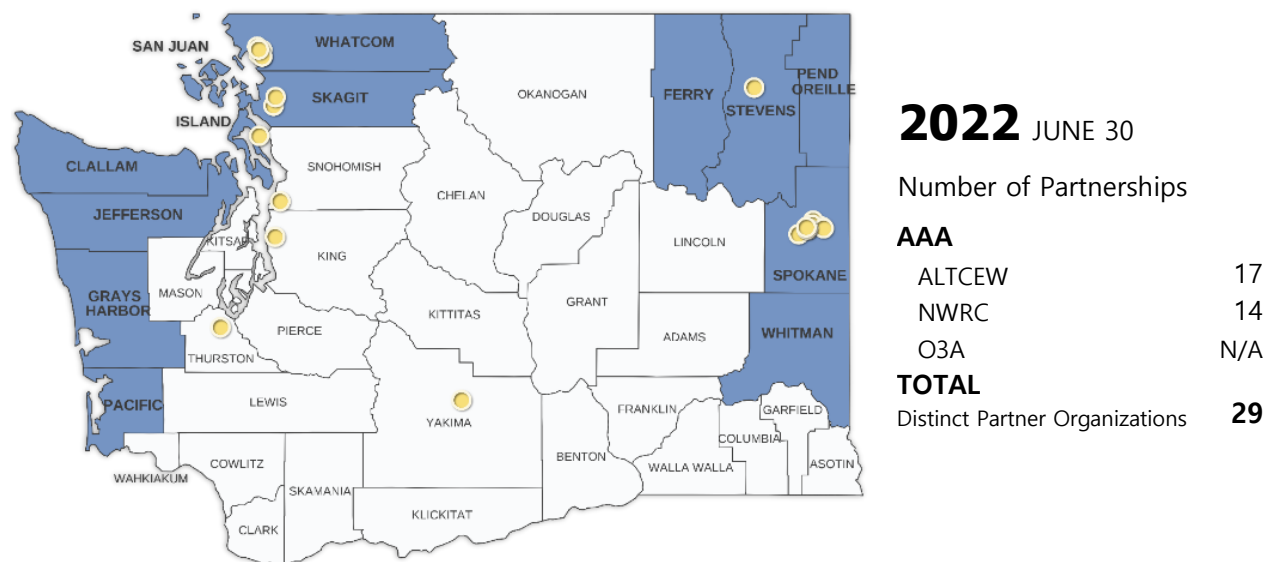 SAN JUAN
WHATCOM
SKAGIT
ISLAND
OKANOGAN
FERRY
STEVENS
PEND
OREILLE
CLALLAM
SNOHOMISH
CHELAN
JEFFERSON
DOUGLAS
KITSAP
KING
LINCOLN
SPOKANE
MASON
GRAYS
HARBOR
PIERCE
KITTITAS
GRANT
ADAMS
WHITMAN
THURSTON
PACIFIC
LEWIS
YAKIMA
FRANKLIN
GARFIELD
COLUMBIA
WAHKIAKUM
COWLITZ
SKAMANIA
BENTON
WALLA WALLA
ASOTIN
CLARK
KLICKITAT
2022 JUNE 30
Number of Partnerships
AAA
ALTCEW 17
NWRC 14
O3A N/A
TOTAL
Distinct Partner Organizations 29